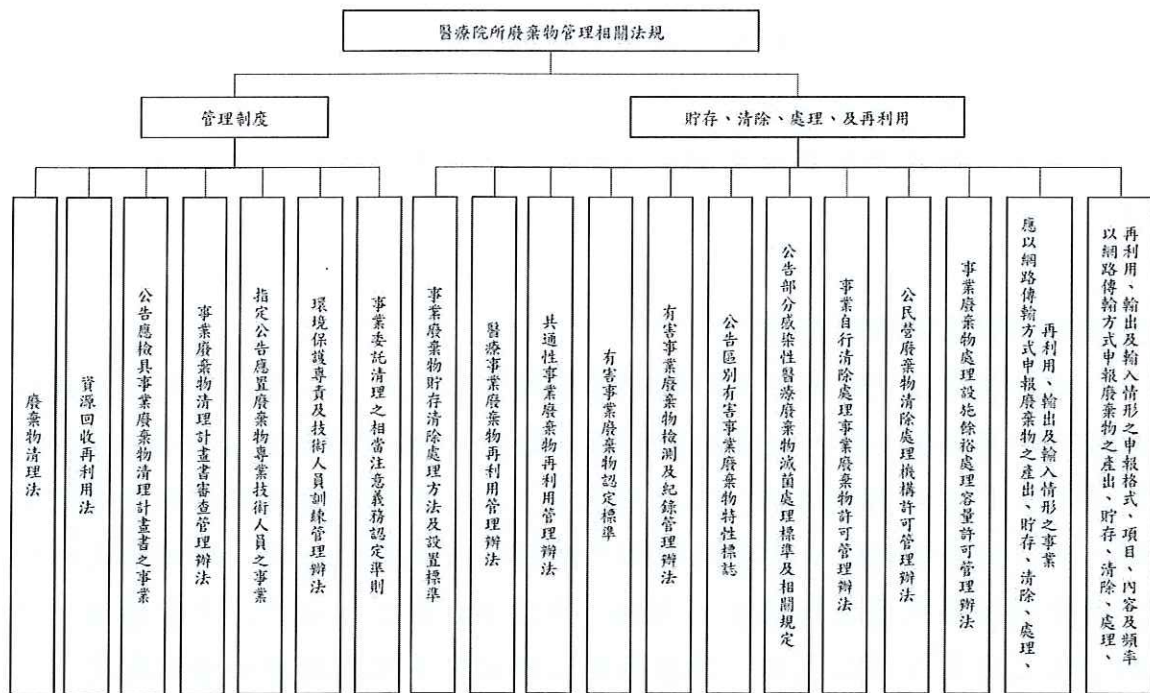 醫療院所廢棄物管理相關法規
管理制度
貯存、清除、處理、及再利用
廢棄物清理法
資源回收再利用法
公告應檢具事業廢棄物清理計畫書之事業
事業廢棄物清理計畫書審查管理辦法
指定公告應置廢棄物專業技術人員之事業
環境保護專責及技術人員訓練管理辦法
事業委託清理之相當注意義務認定準則
事業廢棄物貯存清除處理方法及設置標準
醫療事業廢棄物再利用管理辦法
共通性事業廢棄物再利用管理辦法
有害事業廢棄物認定標準
有害事業廢棄物檢測及紀錄管理辦法
公告區別有害事業廢棄物特性標誌
公告部分感染性醫療廢棄物滅菌處理標準及相關規定
事業自行清除處理事業廢棄物許可管理辦法
公民營廢棄物清除處理機構許可管理辦法
事業廢棄物處理設施餘裕處理容量許可管理辦法
應以網路傳輸方式申報廢棄物之產出、貯存、清除、處理、
再利用、輸出及輸入情形之事業
以網路傳輸方式申報廢棄物之產出、貯存、清除、處理、
再利用、輸出及輸入情形之申報格式、項目、內容及頻率